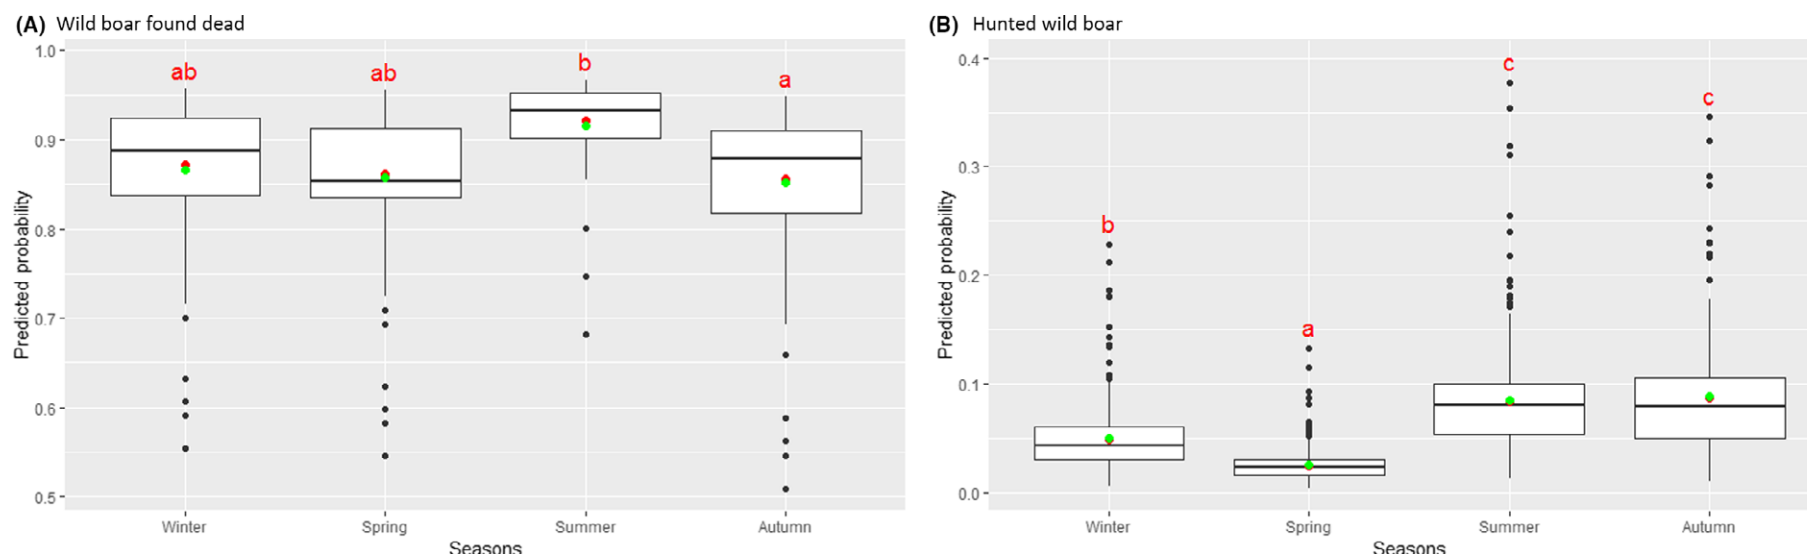 (A) Wild boar found dead
1.0
0.9
0.8
0.7
0.6
0.5
Predicted probability
ab
ab
b
a
Winter Spring Summer Autumn
Seasons
(B) Hunted wild boar
0.4
0.3
0.2
0.1
0.0
Predicted probability
b
a
c
c
Winter Spring Summer Autumn
Seasons